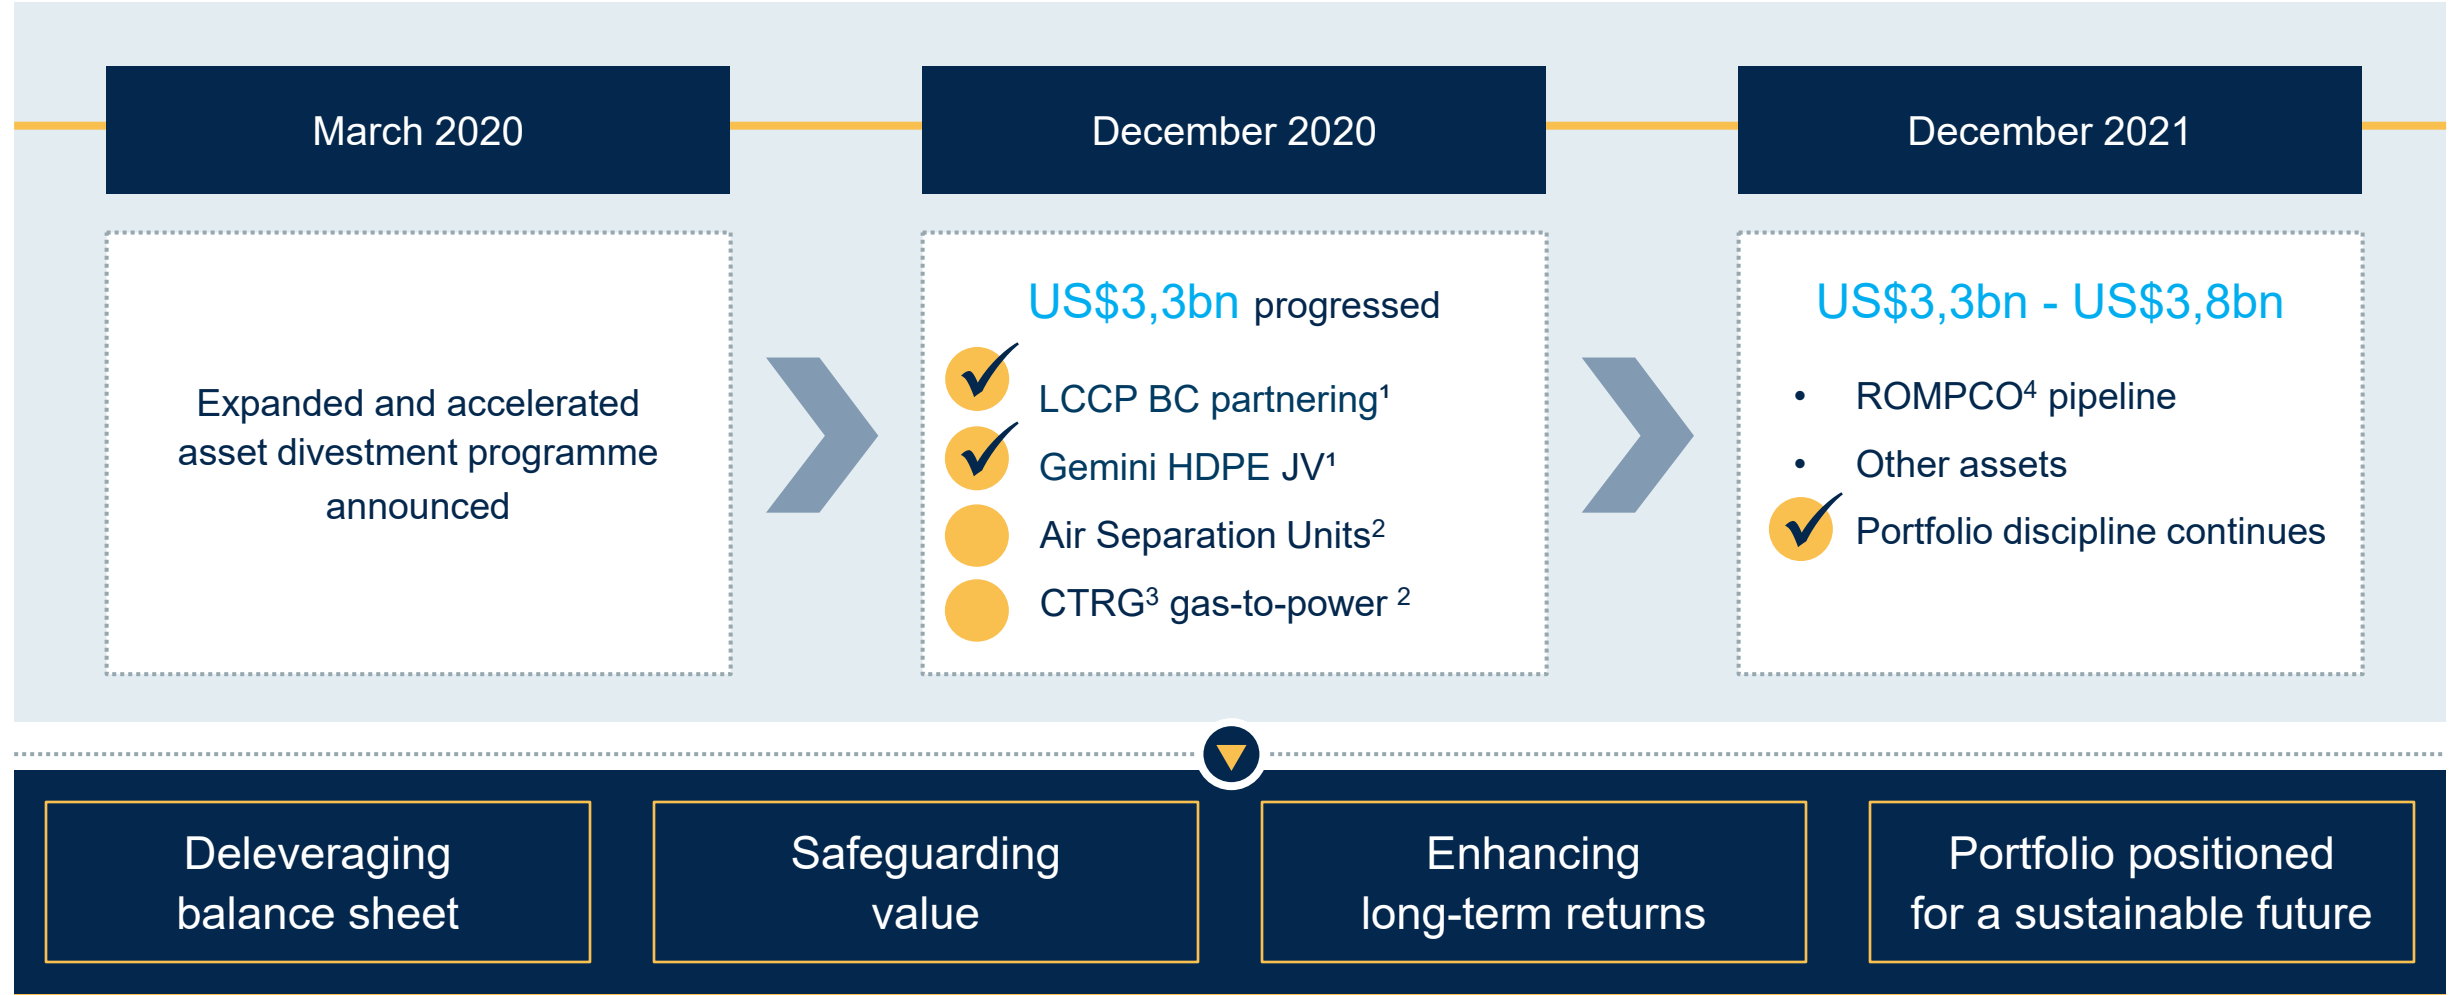 March 2020
Expanded and accelerated
asset divestment programme
announced
December 2020
US$3,3bn progressed
LCCP BC partnering¹
Gemini HDPE JV¹
Air Separation Units²
CTRG³ gas-to-power ²
December 2021
US$3,3bn - US$3,8bn
• ROMPCO⁴ pipeline
• Other assets
Portfolio discipline continues
Deleveraging
balance sheet
Safeguarding
value
Enhancing
long-term returns
Portfolio positioned
for a sustainable future